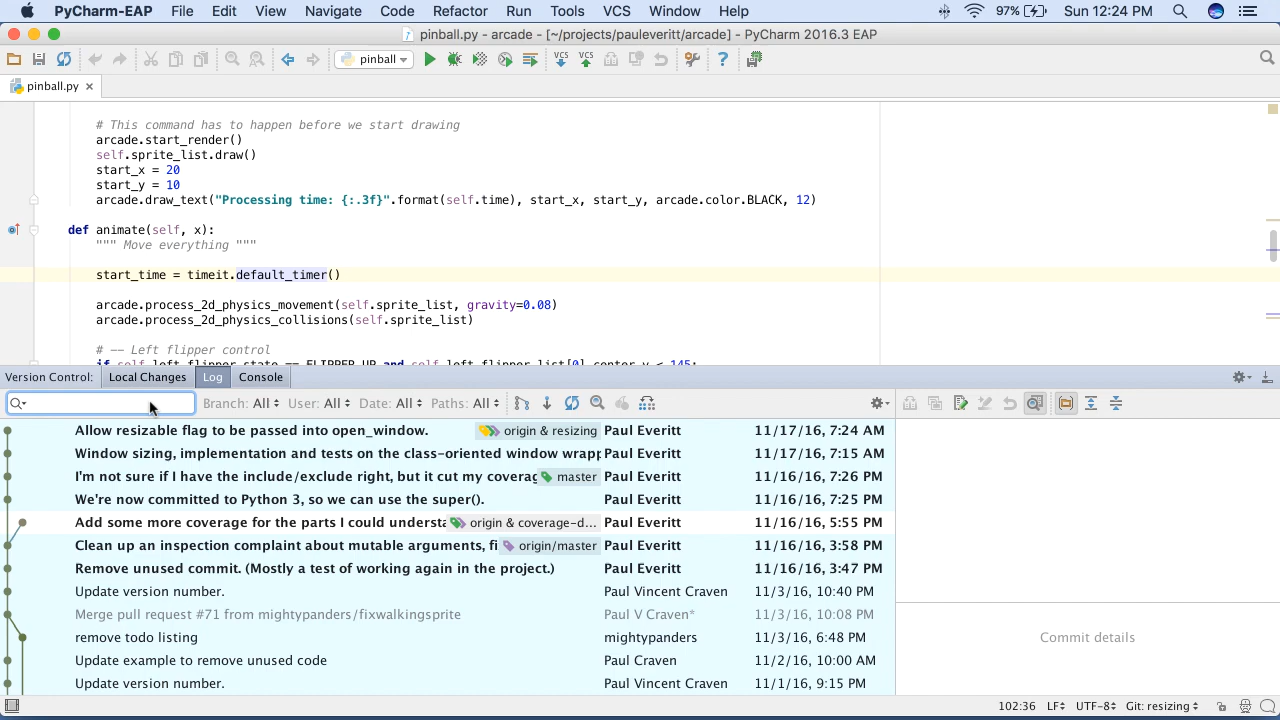 PyCharm-EAP File Edit View Navigate Code Refactor Run Tools VCS Window Help 97% Sun 12:24 PM
pinball.py - arcade - [~/projects/pauleveritt/arcade] - PyCharm 2016.3 EAP
pinball VCS VCS ?
pinball.py ×
# This command has to happen before we start drawing
arcade.start_render()
self.sprite_list.draw()
start_x = 20
start_y = 10
arcade.draw_text("Processing time: {:.3f}".format(self.time), start_x, start_y, arcade.color.BLACK, 12)
def animate(self, x):
""" Move everything """
start_time = timeit.default_timer()
arcade.process_2d_physics_movement(self.sprite_list, gravity=0.08)
arcade.process_2d_physics_collisions(self.sprite_list)
# -- Left flipper control
if self.left_flipper_state == FLIPPER_UP and self.left_flipper_list[0].center_y < 145:
Version Control: Local Changes Log Console
Branch: All User: All Date: All Paths: All
Allow resizable flag to be passed into open_window. origin & resizing Paul Everitt 11/17/16, 7:24 AM
Window sizing, implementation and tests on the class-oriented window wrapp Paul Everitt 11/17/16, 7:15 AM
I'm not sure if I have the include/exclude right, but it cut my coverag master Paul Everitt 11/16/16, 7:26 PM
We're now committed to Python 3, so we can use the super(). Paul Everitt 11/16/16, 7:25 PM
Add some more coverage for the parts I could understa origin & coverage-d... Paul Everitt 11/16/16, 5:55 PM
Clean up an inspection complaint about mutable arguments, fi origin/master Paul Everitt 11/16/16, 3:58 PM
Remove unused commit. (Mostly a test of working again in the project.) Paul Everitt 11/16/16, 3:47 PM
Update version number. Paul Vincent Craven 11/3/16, 10:40 PM
Merge pull request #71 from mightypanders/fixwalkingsprite Paul V Craven* 11/3/16, 10:08 PM
remove todo listing mightypanders 11/3/16, 6:48 PM
Update example to remove unused code Paul Craven 11/2/16, 10:00 AM
Update version number. Paul Vincent Craven 11/1/16, 9:15 PM
Commit details
102:36 LF UTF-8 Git: resizing